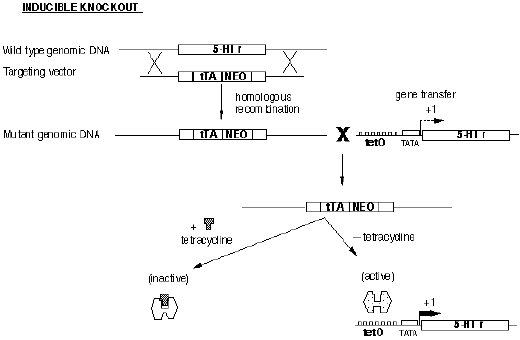 INDUCIBLE KNOCKOUT
Wild type genomic DNA
5-HT r
Targeting vector
tTA NEO
homologous
recombination
gene transfer
+1
Mutant genomic DNA
tTA NEO
X
tetO
TATA
5-HT r
tTA NEO
+
tetracycline
— tetracycline
(inactive)
(active)
+1
tetO
TATA
5-HT r